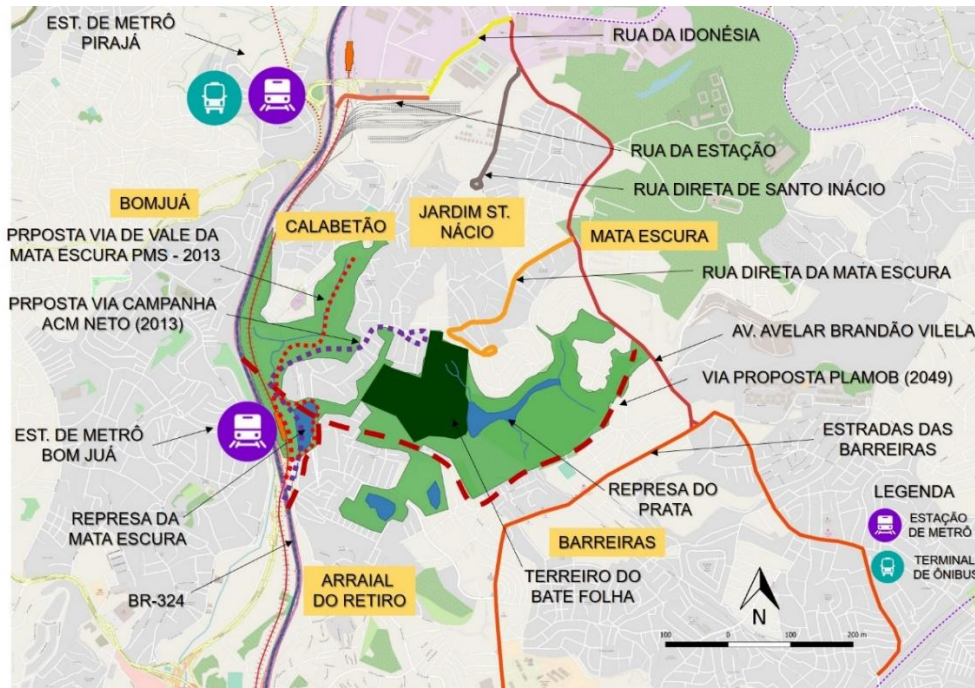 EST. DE METRÔ
PIRAJÁ
RUA DA IDONÉSIA
RUA DA ESTAÇÃO
RUA DIRETA DE SANTO INÁCIO
BOMJUÁ
CALABETÃO
JARDIM ST.
NÁCIO
MATA ESCURA
PRPOSTA VIA DE VALE DA
MATA ESCURA PMS - 2013
RUA DIRETA DA MATA ESCURA
PRPOSTA VIA CAMPANHA
ACM NETO (2013)
AV. AVELAR BRANDÃO VILELA
VIA PROPOSTA PLAMOB (2049)
EST. DE METRÔ
BOM JUÁ
ESTRADAS DAS
BARREIRAS
REPRESA DA
MATA ESCURA
REPRESA DO
PRATA
LEGENDA
ESTAÇÃO
DE METRÔ
TERMINAL
DE ÔNIBUS
BARREIRAS
BR-324
ARRAIAL
DO RETIRO
TERREIRO DO
BATE FOLHA
N
100 0 100 200 m